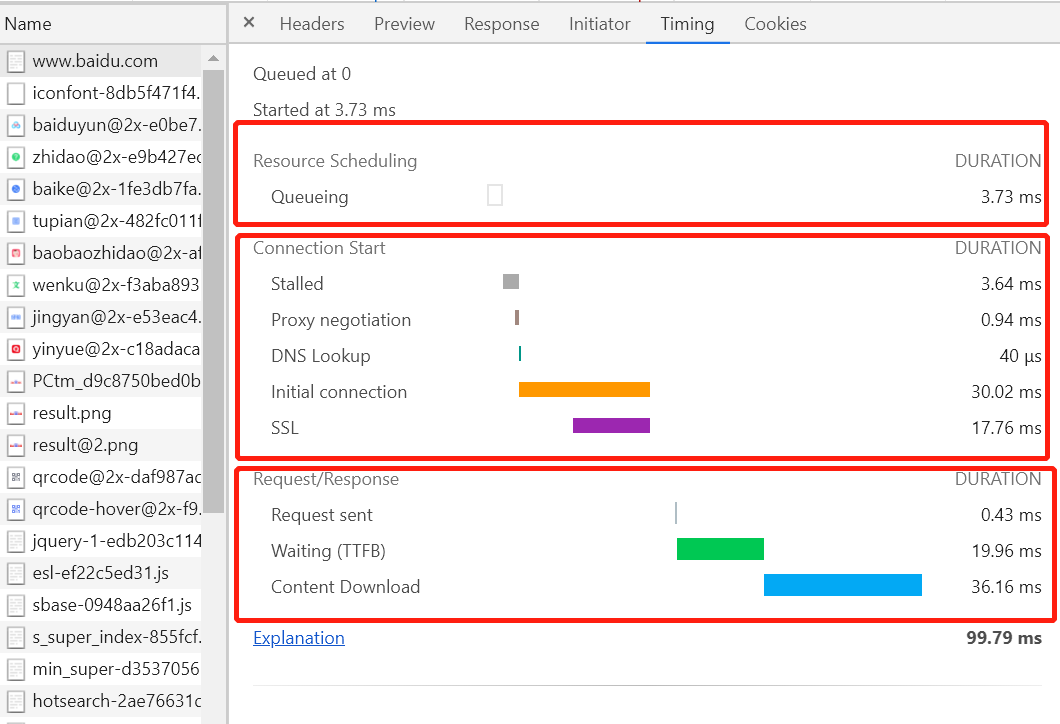 Name
× Headers Preview Response Initiator Timing Cookies
www.baidu.com
iconfont-8db5f471f4.
baiduyun@2x-e0be7.
zhidao@2x-e9b427ec
baike@2x-1fe3db7fa.
tupian@2x-482fc011f
baobaozhidao@2x-af
wenku@2x-f3aba893
jingyan@2x-e53eac4.
yinyue@2x-c18adaca
PCtm_d9c8750bed0b
result.png
result@2.png
qrcode@2x-daf987ac
qrcode-hover@2x-f9.
jquery-1-edb203c114
esl-ef22c5ed31.js
sbase-0948aa26f1.js
s_super_index-855fcf.
min_super-d3537056
hotsearch-2ae76631c
Queued at 0
Started at 3.73 ms
Resource Scheduling DURATION
Queueing 3.73 ms
Connection Start DURATION
Stalled 3.64 ms
Proxy negotiation 0.94 ms
DNS Lookup 40 µs
Initial connection 30.02 ms
SSL 17.76 ms
Request/Response DURATION
Request sent 0.43 ms
Waiting (TTFB) 19.96 ms
Content Download 36.16 ms
Explanation 99.79 ms